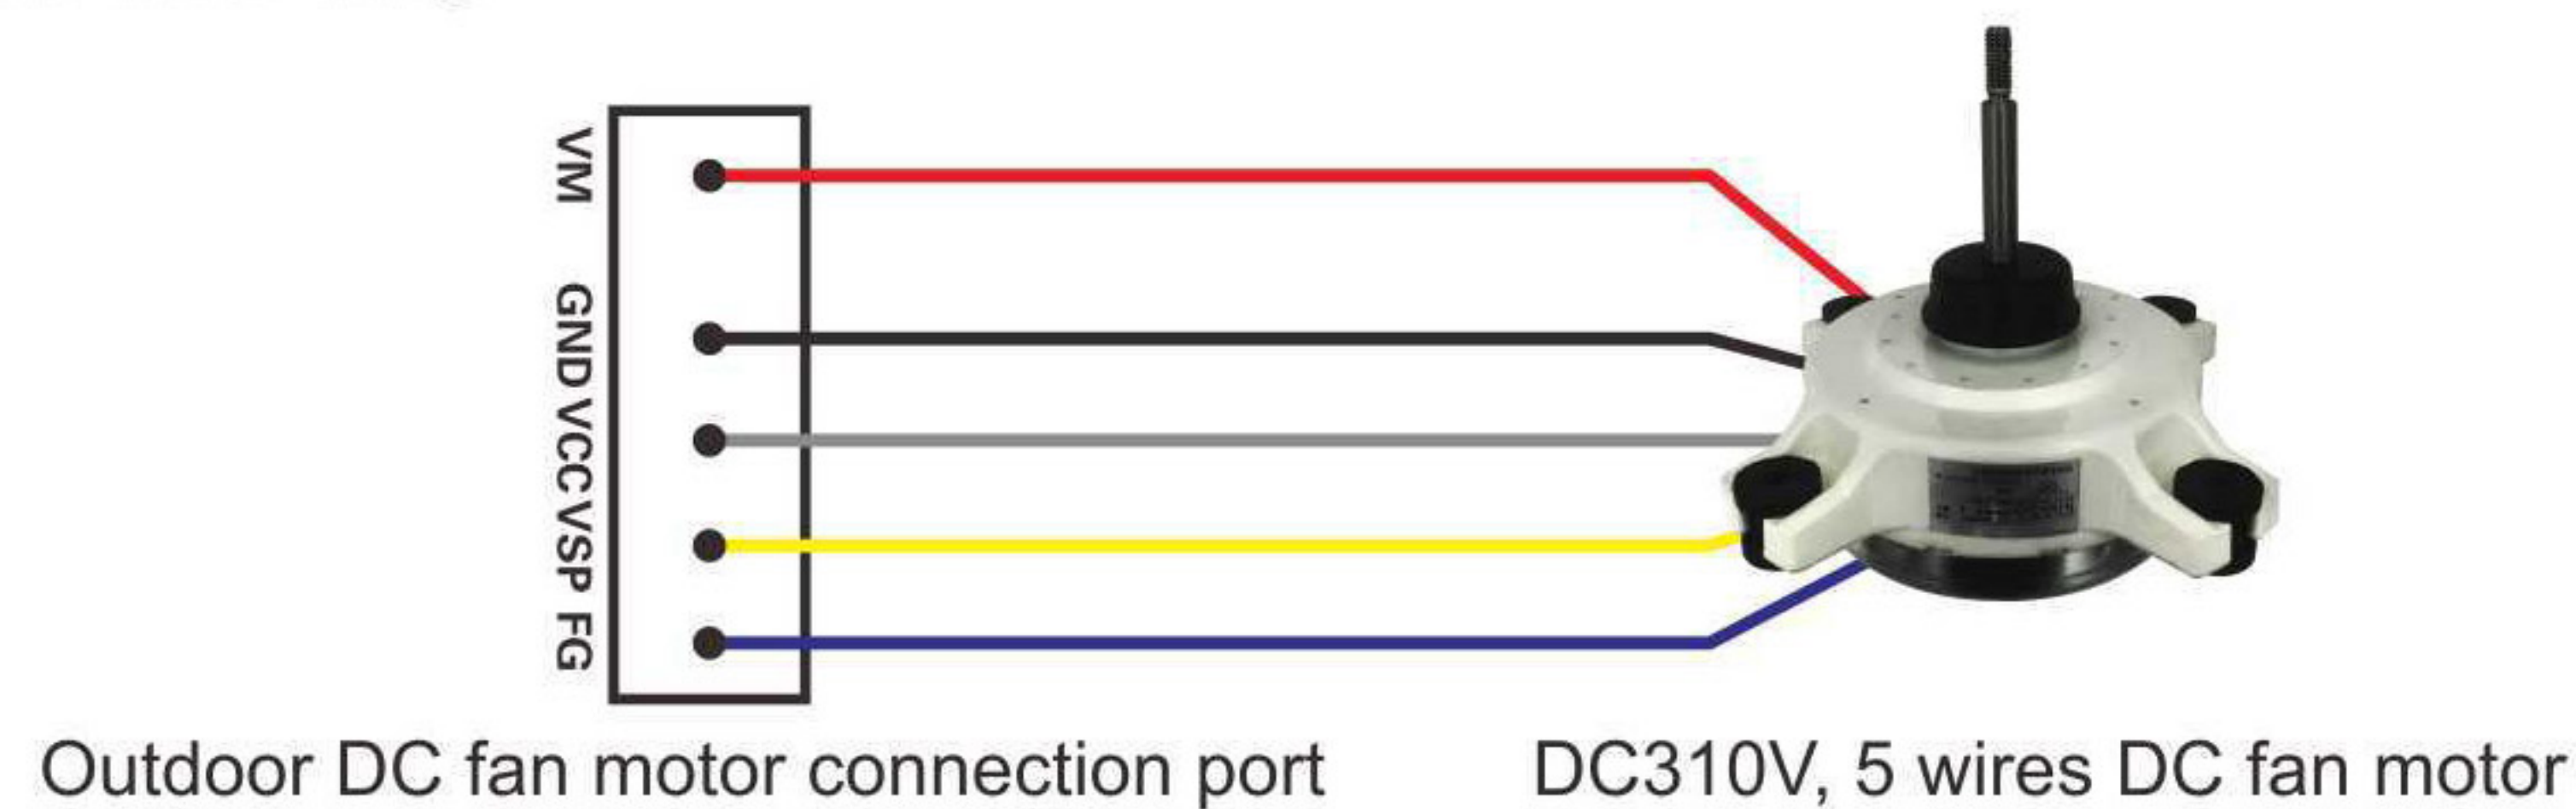 VM
GND
VCC
VSP
FG
Outdoor DC fan motor connection port
DC310V, 5 wires DC fan motor